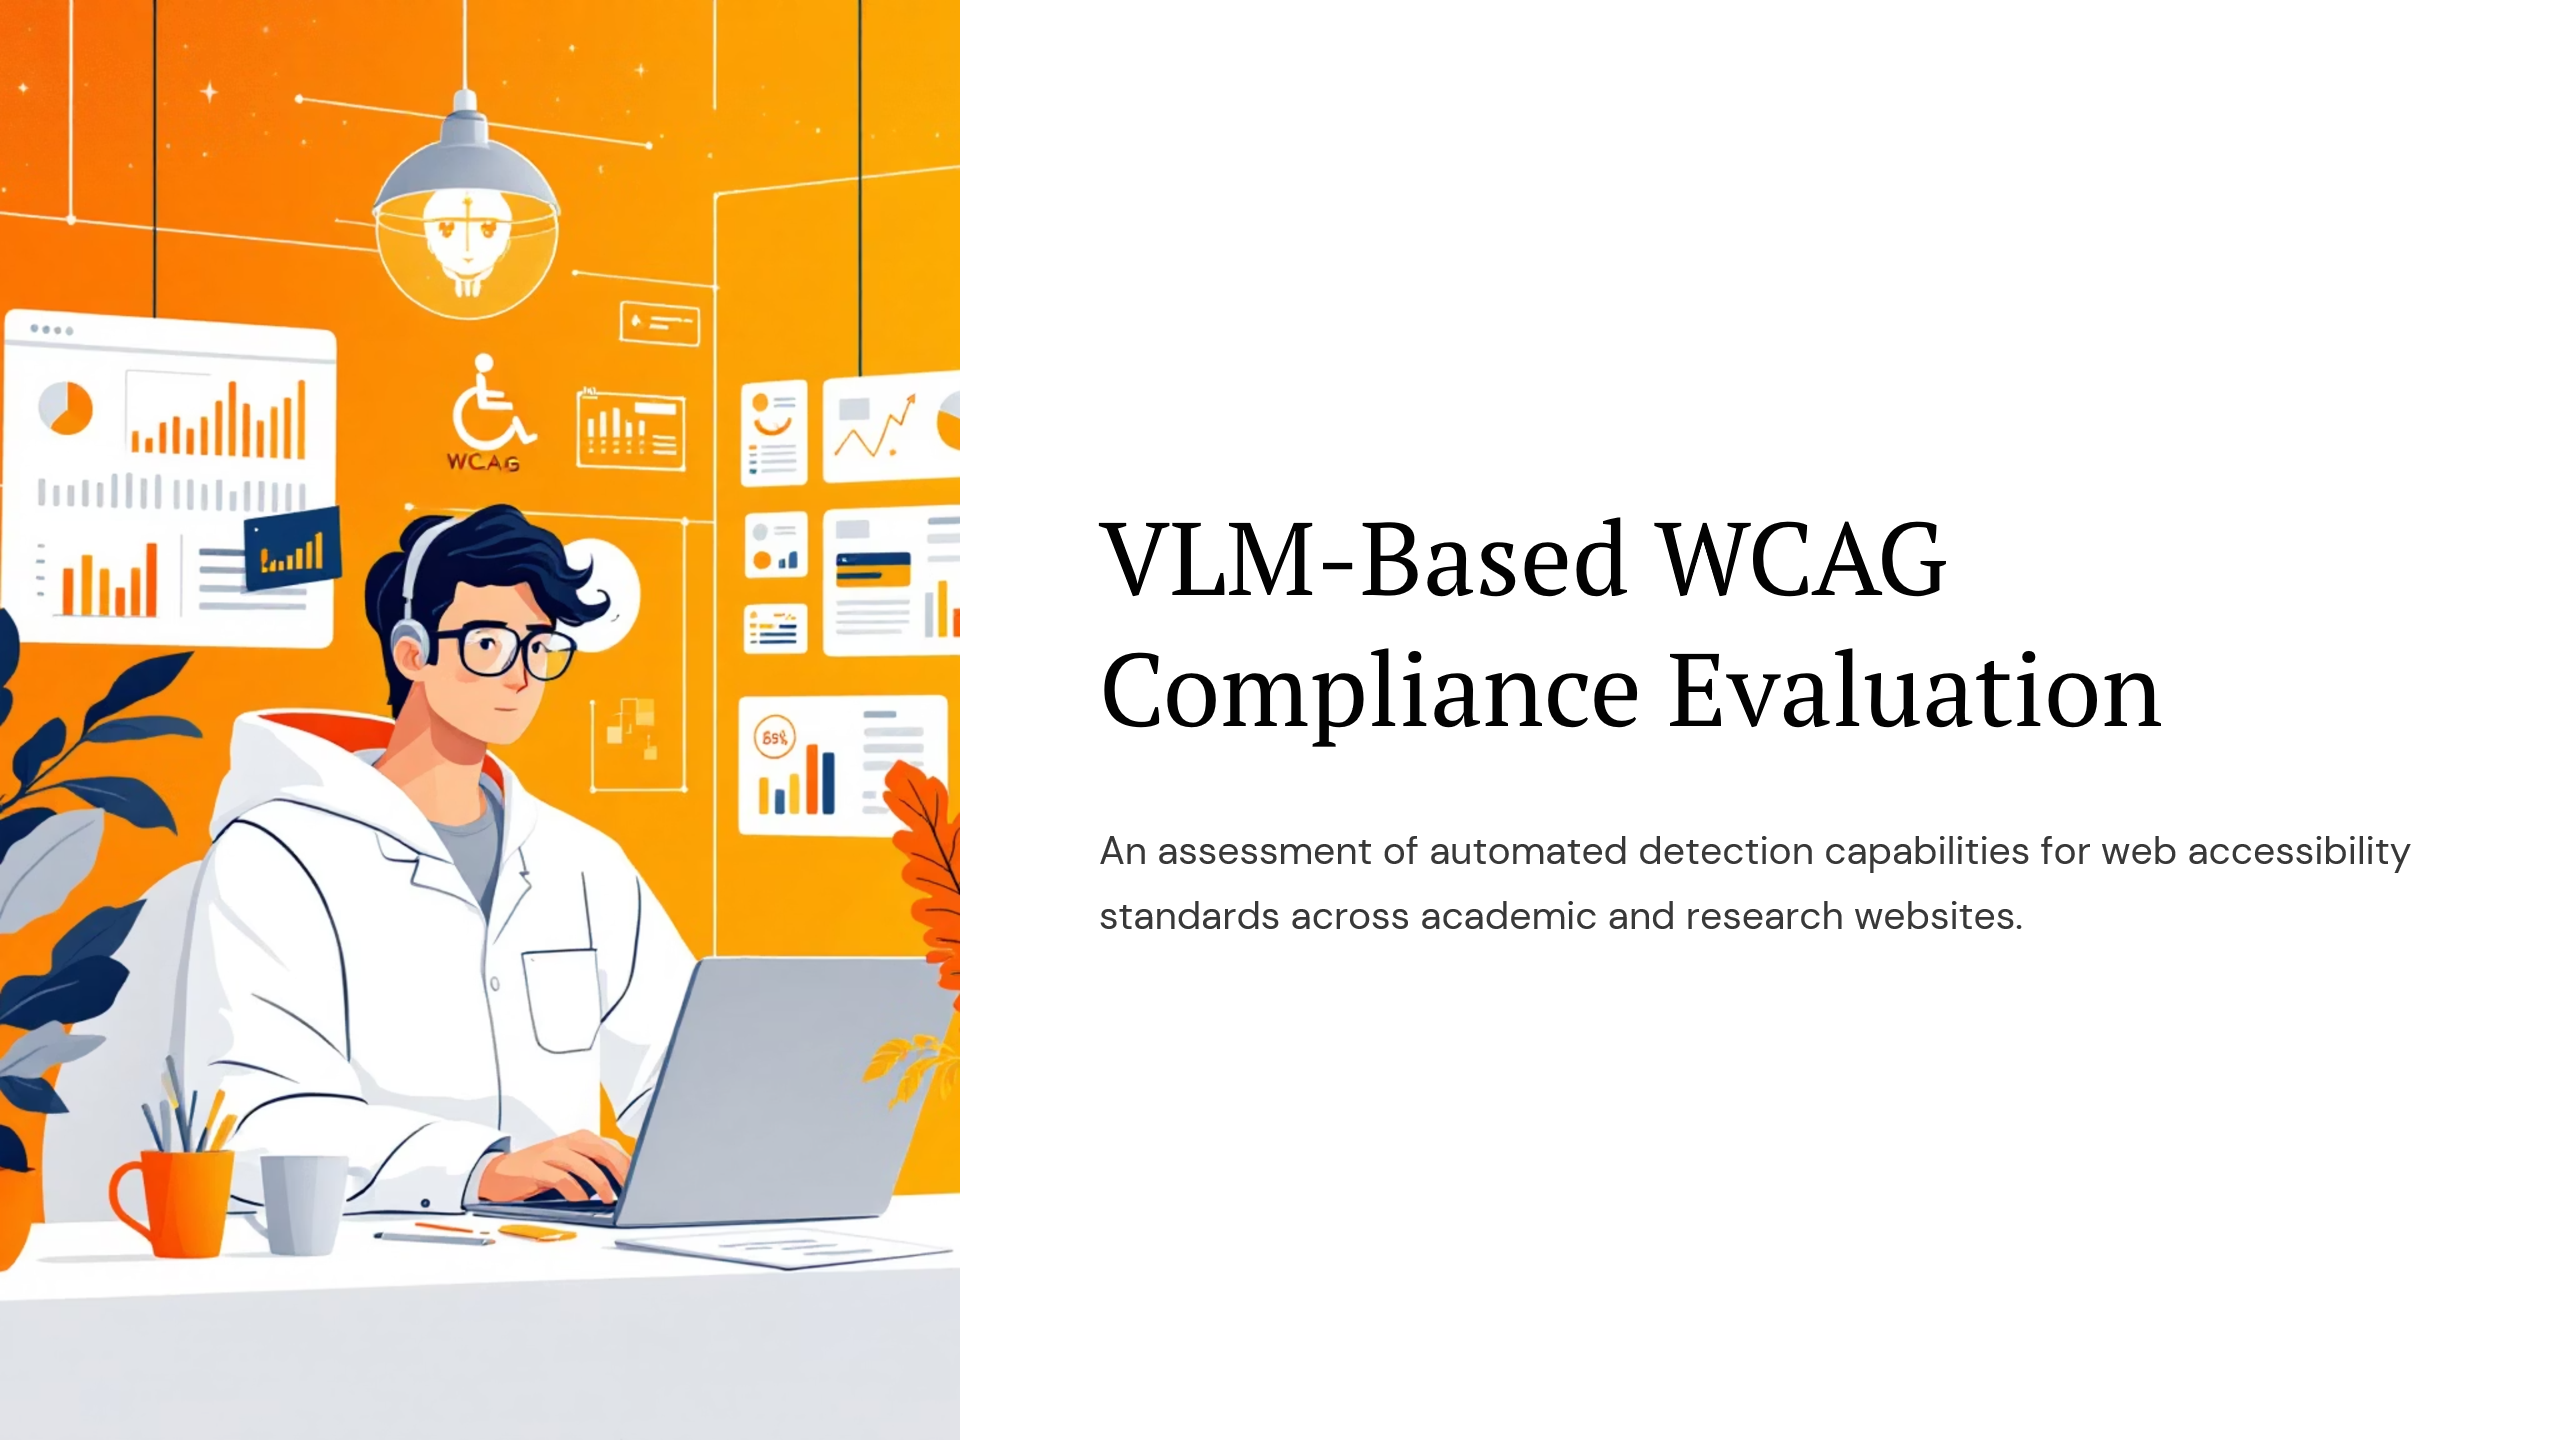 WCAG
85%
VLM-Based WCAG
Compliance Evaluation
An assessment of automated detection capabilities for web accessibility
standards across academic and research websites.